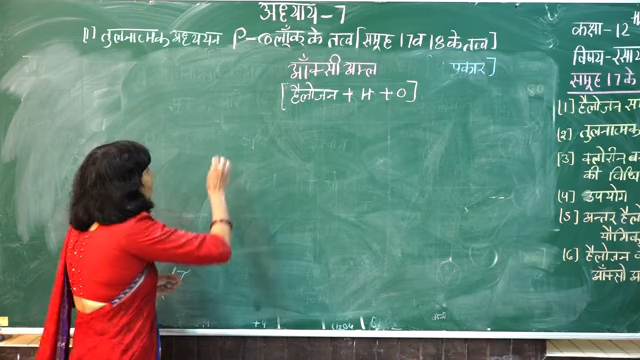 अध्याय-7
[1] तुलनात्मक अध्ययन P-ब्लॉक के तत्व [समूह 17 व 18 के तत्व]
ऑक्सी अम्ल [प्रकार]
[हैलोजन + H + O]
कक्षा-12
विषय-रसा
समूह 17 के
[1] हैलोजन स
[2] तुलनात्मक
[3] क्लोरीन ब
की विधि
[4] उपयोग
[5] अन्तर हैल
यौगिक
[6] हैलोजन क
ऑक्सी अ